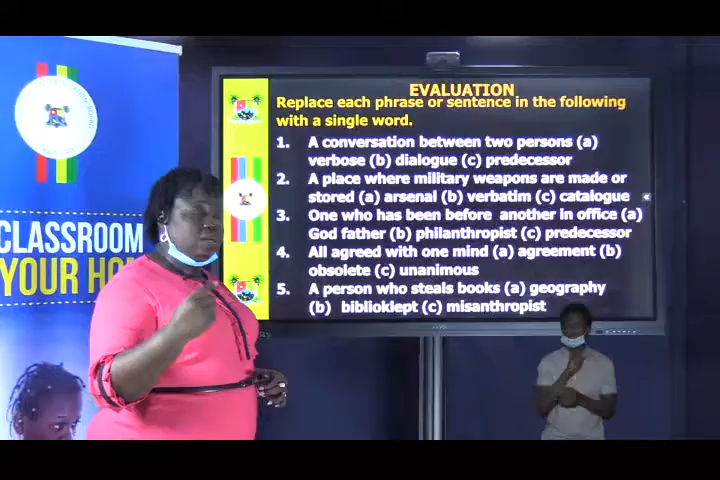 EVALUATION
Replace each phrase or sentence in the following
with a single word.
1. A conversation between two persons (a)
verbose (b) dialogue (c) predecessor
2. A place where military weapons are made or
stored (a) arsenal (b) verbatim (c) catalogue
3. One who has been before another in office (a)
God father (b) philanthropist (c) predecessor
4. All agreed with one mind (a) agreement (b)
obsolete (c) unanimous
5. A person who steals books (a) geography
(b) biblioklept (c) misanthropist
CLASSROOM
YOUR HO